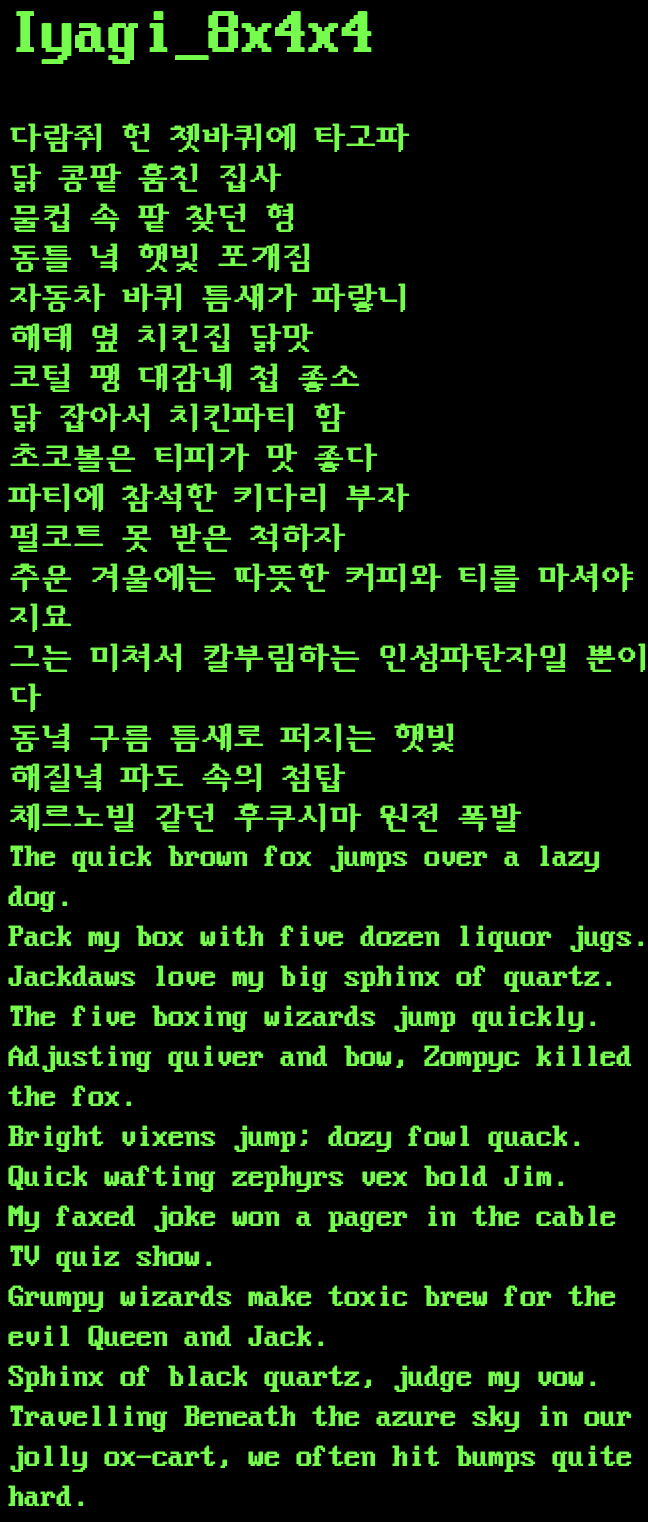 Iyagi_8x4x4
다람쥐 헌 쳇바퀴에 타고파
닭 콩팥 훔친 집사
물컵 속 팥 찾던 형
동틀 녘 햇빛 포개짐
자동차 바퀴 틈새가 파랗니
해태 옆 치킨집 닭맛
코털 팽 대감네 첩 좋소
닭 잡아서 치킨파티 함
초코볼은 티피가 맛 좋다
파티에 참석한 키다리 부자
펄코트 못 받은 척하자
추운 겨울에는 따뜻한 커피와 티를 마셔야
지요
그는 미쳐서 칼부림하는 인성파탄자일 뿐이
다
동녘 구름 틈새로 퍼지는 햇빛
해질녘 파도 속의 첨탑
체르노빌 같던 후쿠시마 원전 폭발
The quick brown fox jumps over a lazy
dog.
Pack my box with five dozen liquor jugs.
Jackdaws love my big sphinx of quartz.
The five boxing wizards jump quickly.
Adjusting quiver and bow, Zompyc killed
the fox.
Bright vixens jump; dozy fowl quack.
Quick wafting zephyrs vex bold Jim.
My faxed joke won a pager in the cable
TV quiz show.
Grumpy wizards make toxic brew for the
evil Queen and Jack.
Sphinx of black quartz, judge my vow.
Travelling Beneath the azure sky in our
jolly ox-cart, we often hit bumps quite
hard.